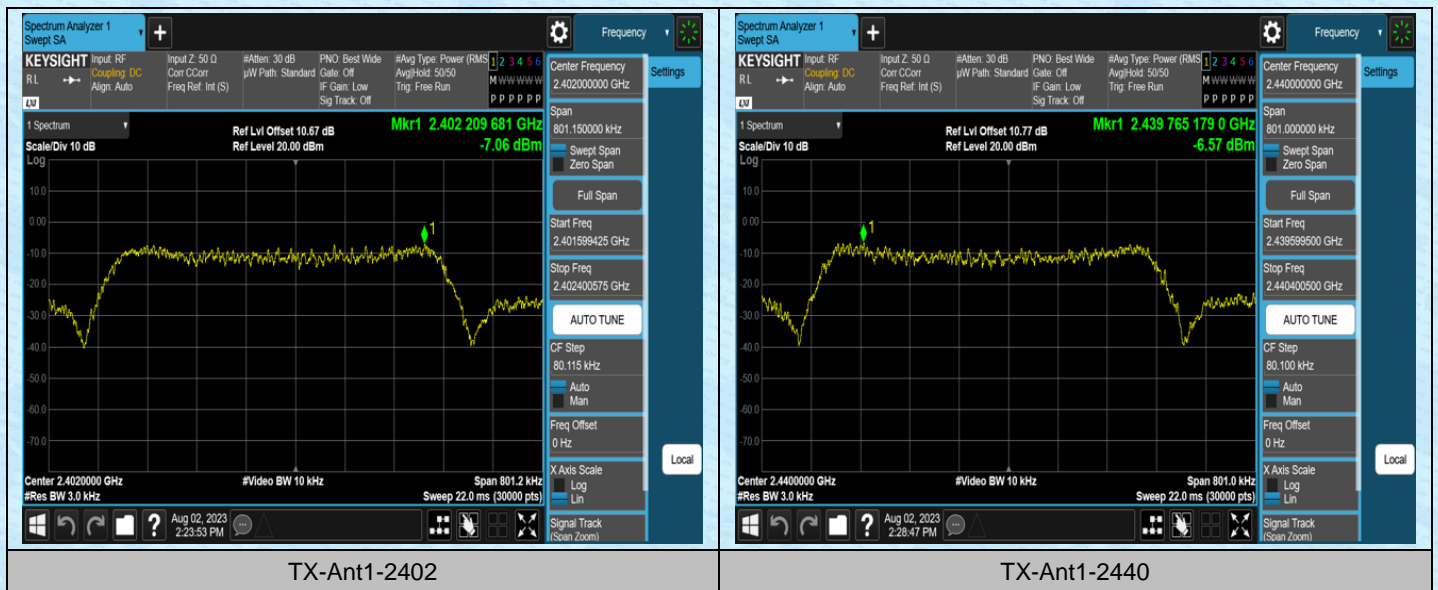 Spectrum Analyzer 1
Swept SA
+
Frequency
KEYSIGHT
R L
LXI
Input: RF
Coupling: DC
Align: Auto
Input Z: 50 Ω
Corr CCorr
Freq Ref: Int (S)
#Atten: 30 dB
µW Path: Standard
PNO: Best Wide
Gate: Off
IF Gain: Low
Sig Track: Off
#Avg Type: Power (RMS
Avg|Hold: 50/50
Trig: Free Run
1 2 3 4 5 6
M W W W W W
P P P P P P
Center Frequency
2.402000000 GHz
Settings
Span
801.150000 kHz
Swept Span
Zero Span
Full Span
Start Freq
2.401599425 GHz
Stop Freq
2.402400575 GHz
AUTO TUNE
CF Step
80.115 kHz
Auto
Man
Freq Offset
0 Hz
X Axis Scale
Log
Lin
Signal Track
(Span Zoom)
Local
1 Spectrum
Scale/Div 10 dB
Log
Ref Lvl Offset 10.67 dB
Ref Level 20.00 dBm
Mkr1 2.402 209 681 GHz
-7.06 dBm
10.0
0.00
-10.0
-20.0
-30.0
-40.0
-50.0
-60.0
-70.0
1
Center 2.4020000 GHz
#Res BW 3.0 kHz
#Video BW 10 kHz
Span 801.2 kHz
Sweep 22.0 ms (30000 pts)
?
Aug 02, 2023
2:23:53 PM
TX-Ant1-2402
Spectrum Analyzer 1
Swept SA
+
Frequency
KEYSIGHT
R L
LXI
Input: RF
Coupling: DC
Align: Auto
Input Z: 50 Ω
Corr CCorr
Freq Ref: Int (S)
#Atten: 30 dB
µW Path: Standard
PNO: Best Wide
Gate: Off
IF Gain: Low
Sig Track: Off
#Avg Type: Power (RMS
Avg|Hold: 50/50
Trig: Free Run
1 2 3 4 5 6
M W W W W W
P P P P P P
Center Frequency
2.440000000 GHz
Settings
Span
801.000000 kHz
Swept Span
Zero Span
Full Span
Start Freq
2.439599500 GHz
Stop Freq
2.440400500 GHz
AUTO TUNE
CF Step
80.100 kHz
Auto
Man
Freq Offset
0 Hz
X Axis Scale
Log
Lin
Signal Track
(Span Zoom)
Local
1 Spectrum
Scale/Div 10 dB
Log
Ref Lvl Offset 10.77 dB
Ref Level 20.00 dBm
Mkr1 2.439 765 179 0 GHz
-6.57 dBm
10.0
0.00
-10.0
-20.0
-30.0
-40.0
-50.0
-60.0
-70.0
1
Center 2.4400000 GHz
#Res BW 3.0 kHz
#Video BW 10 kHz
Span 801.0 kHz
Sweep 22.0 ms (30000 pts)
?
Aug 02, 2023
2:28:47 PM
TX-Ant1-2440